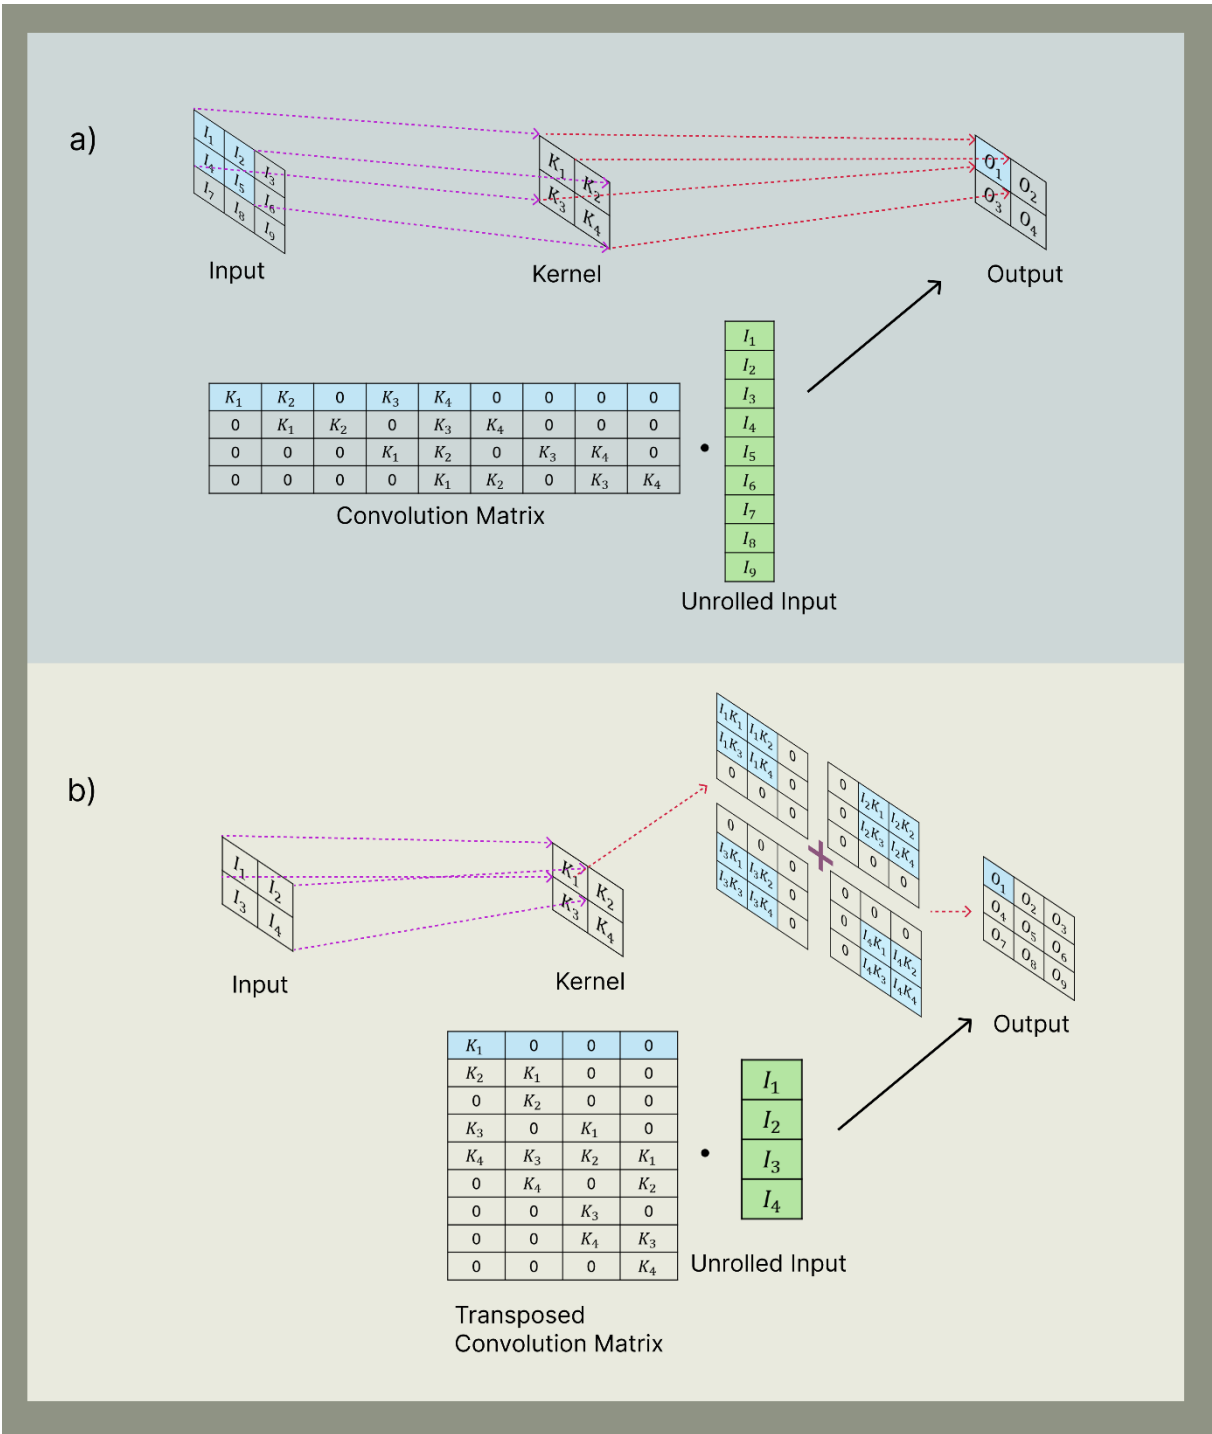 a)
I₁ I₂ I₃
I₄ I₅ I₆
I₇ I₈ I₉
Input
K₁ K₂
K₃ K₄
Kernel
O₁ O₂
O₃ O₄
Output
K₁ K₂ 0 K₃ K₄ 0 0 0 0
0 K₁ K₂ 0 K₃ K₄ 0 0 0
0 0 0 K₁ K₂ 0 K₃ K₄ 0
0 0 0 0 K₁ K₂ 0 K₃ K₄
Convolution Matrix
•
I₁
I₂
I₃
I₄
I₅
I₆
I₇
I₈
I₉
Unrolled Input
b)
I₁ I₂
I₃ I₄
Input
K₁ K₂
K₃ K₄
Kernel
I₁K₁ I₁K₂ 0
I₁K₃ I₁K₄ 0
0 0 0
0 I₂K₁ I₂K₂
0 I₂K₃ I₂K₄
0 0 0
+
0 0 0
I₃K₁ I₃K₂ 0
I₃K₃ I₃K₄ 0
0 0 0
0 I₄K₁ I₄K₂
0 I₄K₃ I₄K₄
O₁ O₂ O₃
O₄ O₅ O₆
O₇ O₈ O₉
Output
K₁ 0 0 0
K₂ K₁ 0 0
0 K₂ 0 0
K₃ 0 K₁ 0
K₄ K₃ K₂ K₁
0 K₄ 0 K₂
0 0 K₃ 0
0 0 K₄ K₃
0 0 0 K₄
Transposed
Convolution Matrix
•
I₁
I₂
I₃
I₄
Unrolled Input